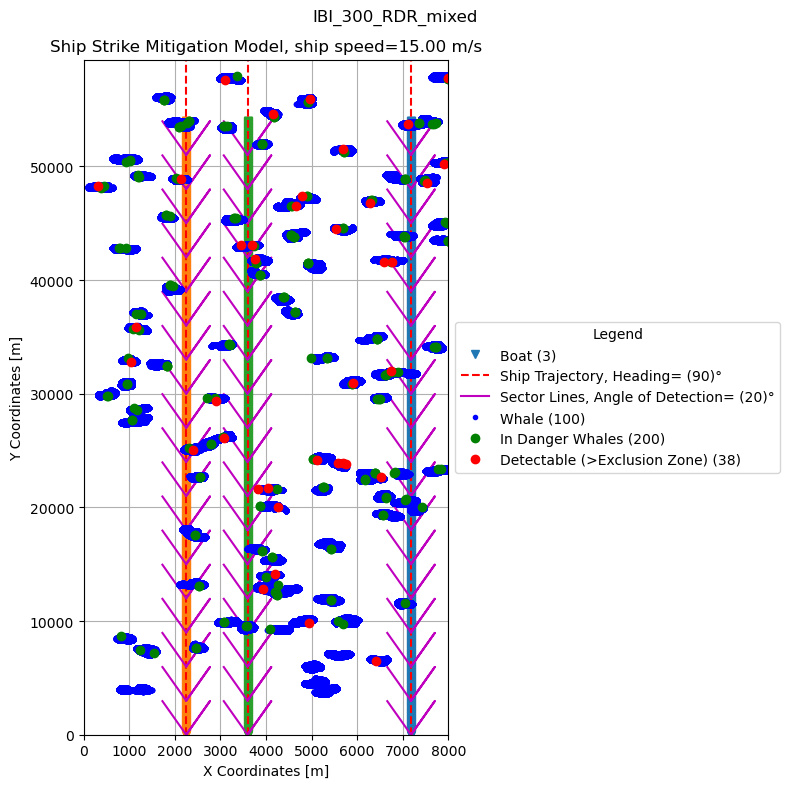 IBI_300_RDR_mixed
Ship Strike Mitigation Model, ship speed=15.00 m/s
50000
40000
30000
20000
10000
0
0 1000 2000 3000 4000 5000 6000 7000 8000
Y Coordinates [m]
X Coordinates [m]
Legend
Boat (3)
Ship Trajectory, Heading= (90)°
Sector Lines, Angle of Detection= (20)°
Whale (100)
In Danger Whales (200)
Detectable (>Exclusion Zone) (38)